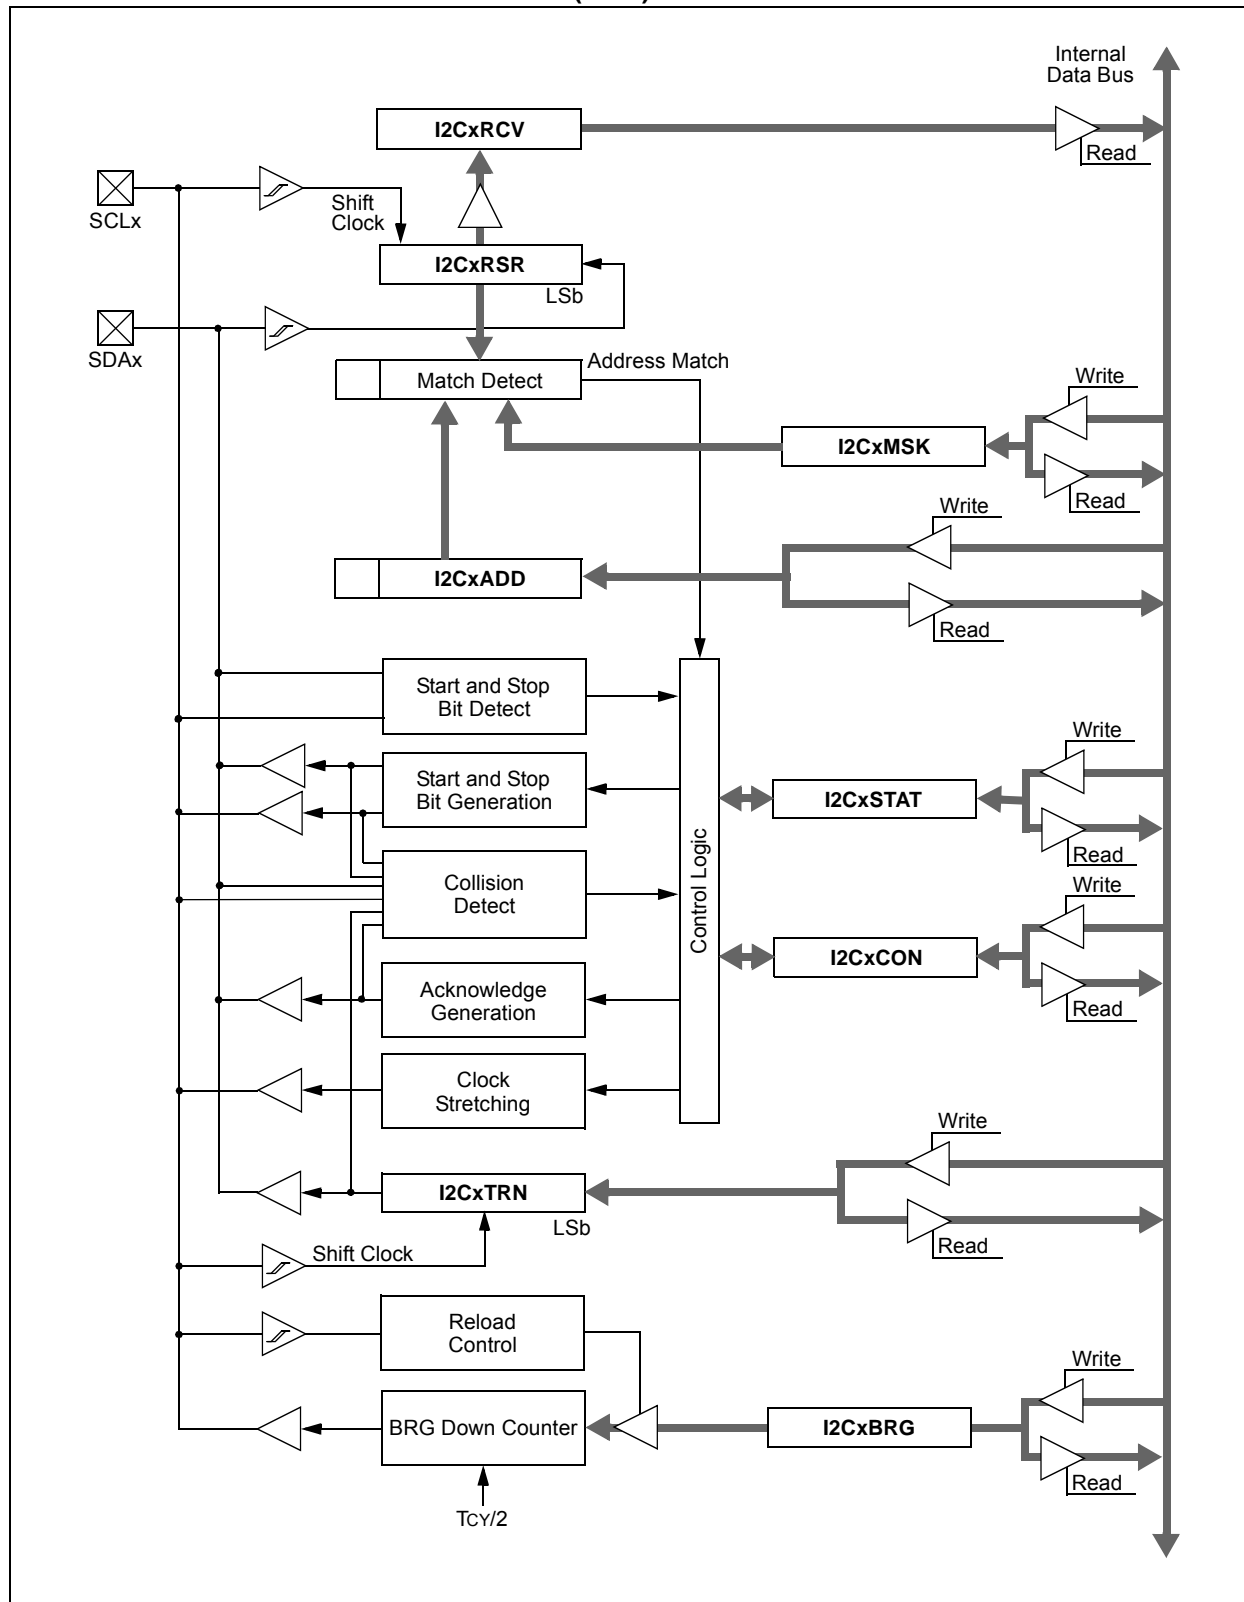 Internal
Data Bus
I2CxRCV
Read
SCLx
Shift
Clock
I2CxRSR
LSb
SDAx
Match Detect
Address Match
Write
I2CxMSK
Read
Write
I2CxADD
Read
Start and Stop
Bit Detect
Write
Start and Stop
Bit Generation
I2CxSTAT
Read
Control Logic
Collision
Detect
Write
I2CxCON
Read
Acknowledge
Generation
Clock
Stretching
Write
I2CxTRN
LSb
Read
Shift Clock
Reload
Control
Write
BRG Down Counter
I2CxBRG
Read
TCY/2